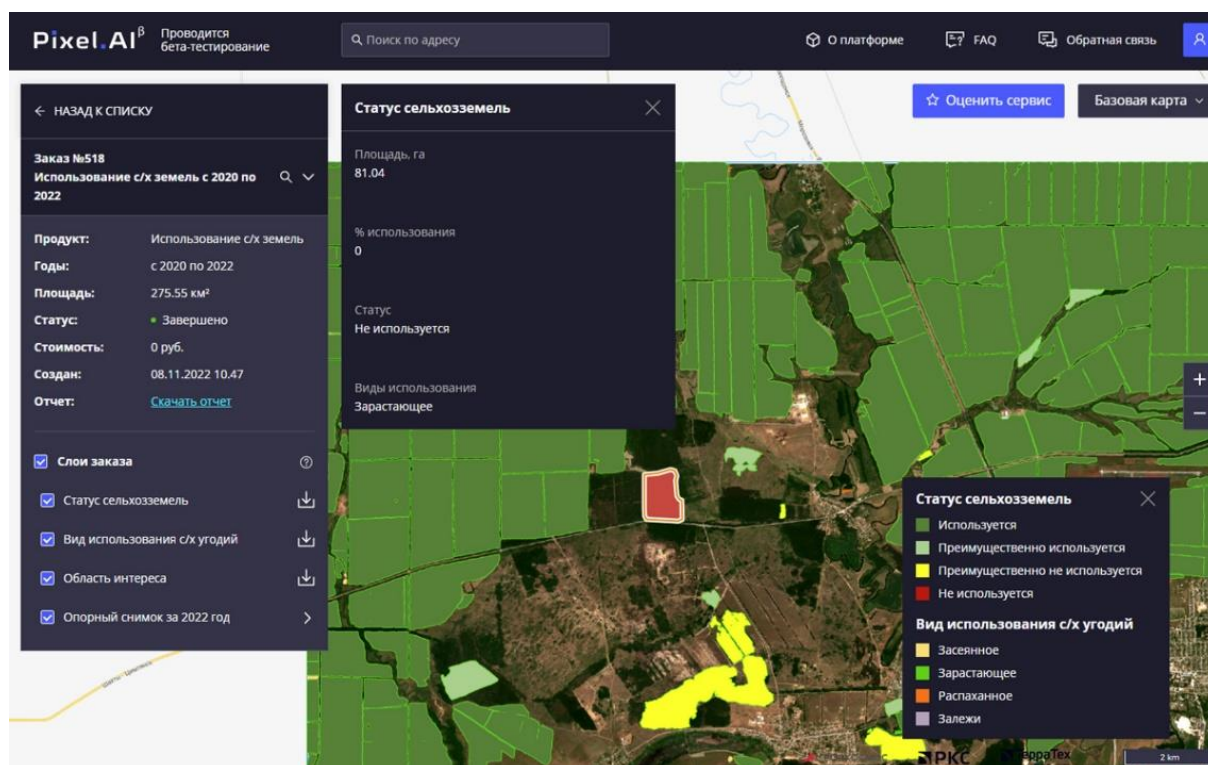 Pixel.AIβ
Проводится
бета-тестирование
Поиск по адресу
О платформе
FAQ
Обратная связь
← НАЗАД К СПИСКУ
Заказ №518
Использование с/х земель с 2020 по
2022
Продукт: Использование с/х земель
Годы: с 2020 по 2022
Площадь: 275.55 км²
Статус: • Завершено
Стоимость: 0 руб.
Создан: 08.11.2022 10.47
Отчет: Скачать отчет
Слои заказа
Статус сельхозземель
Вид использования с/х угодий
Область интереса
Опорный снимок за 2022 год
Статус сельхозземель
Площадь, га
81.04
% использования
0
Статус
Не используется
Виды использования
Зарастающее
Оценить сервис
Базовая карта
+
−
Статус сельхозземель
Используется
Преимущественно используется
Преимущественно не используется
Не используется
Вид использования с/х угодий
Засеянное
Зарастающее
Распаханное
Залежи
РКС
2 km